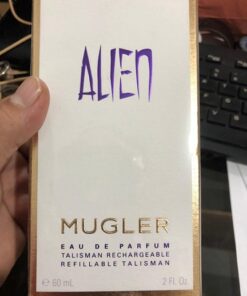 ALIEN
MUGLER
EAU DE PARFUM
TALISMAN RECHARGEABLE
REFILLABLE TALISMAN
℮ 60 mL 2 Fl. Oz